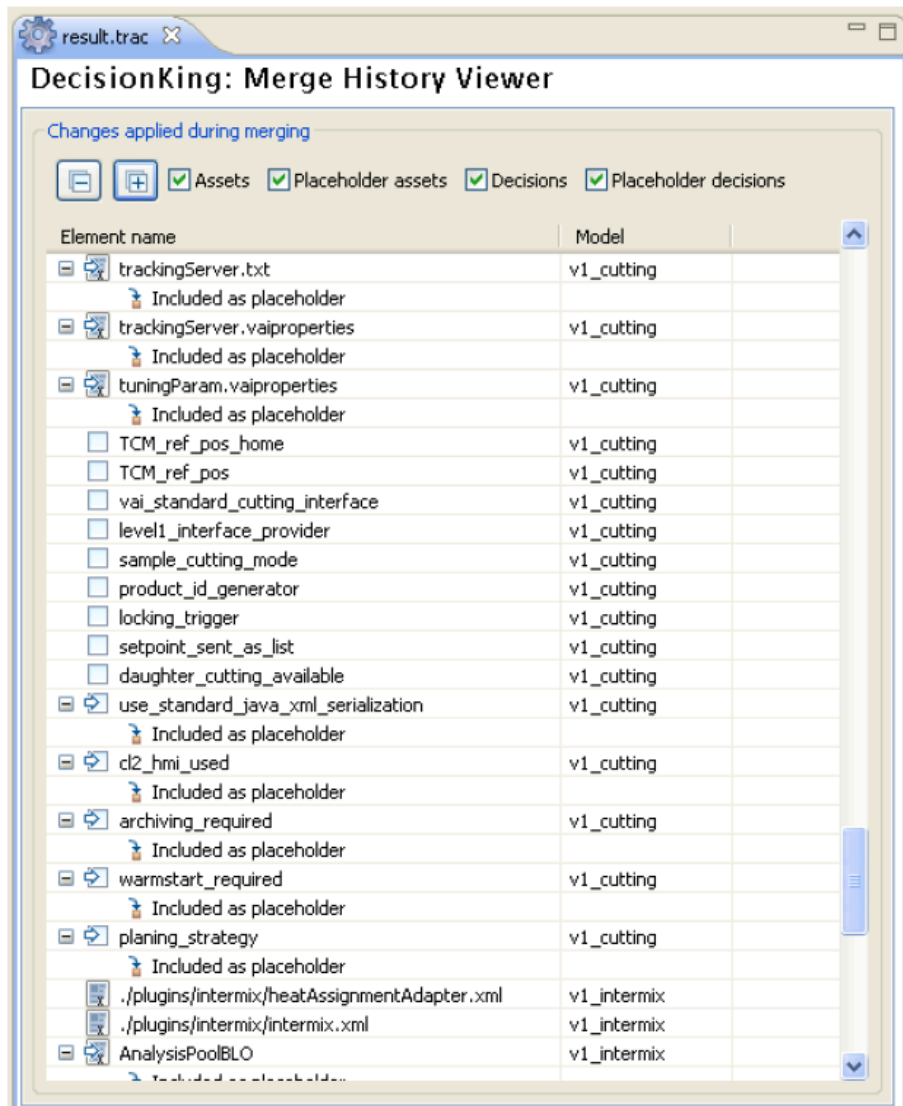 result.trac
DecisionKing: Merge History Viewer
Changes applied during merging
Assets Placeholder assets Decisions Placeholder decisions
Element name Model
trackingServer.txt v1_cutting
Included as placeholder
trackingServer.vaiproperties v1_cutting
Included as placeholder
tuningParam.vaiproperties v1_cutting
Included as placeholder
TCM_ref_pos_home v1_cutting
TCM_ref_pos v1_cutting
vai_standard_cutting_interface v1_cutting
level1_interface_provider v1_cutting
sample_cutting_mode v1_cutting
product_id_generator v1_cutting
locking_trigger v1_cutting
setpoint_sent_as_list v1_cutting
daughter_cutting_available v1_cutting
use_standard_java_xml_serialization v1_cutting
Included as placeholder
cl2_hmi_used v1_cutting
Included as placeholder
archiving_required v1_cutting
Included as placeholder
warmstart_required v1_cutting
Included as placeholder
planing_strategy v1_cutting
Included as placeholder
./plugins/intermix/heatAssignmentAdapter.xml v1_intermix
./plugins/intermix/intermix.xml v1_intermix
AnalysisPoolBLO v1_intermix
Included as placeholder